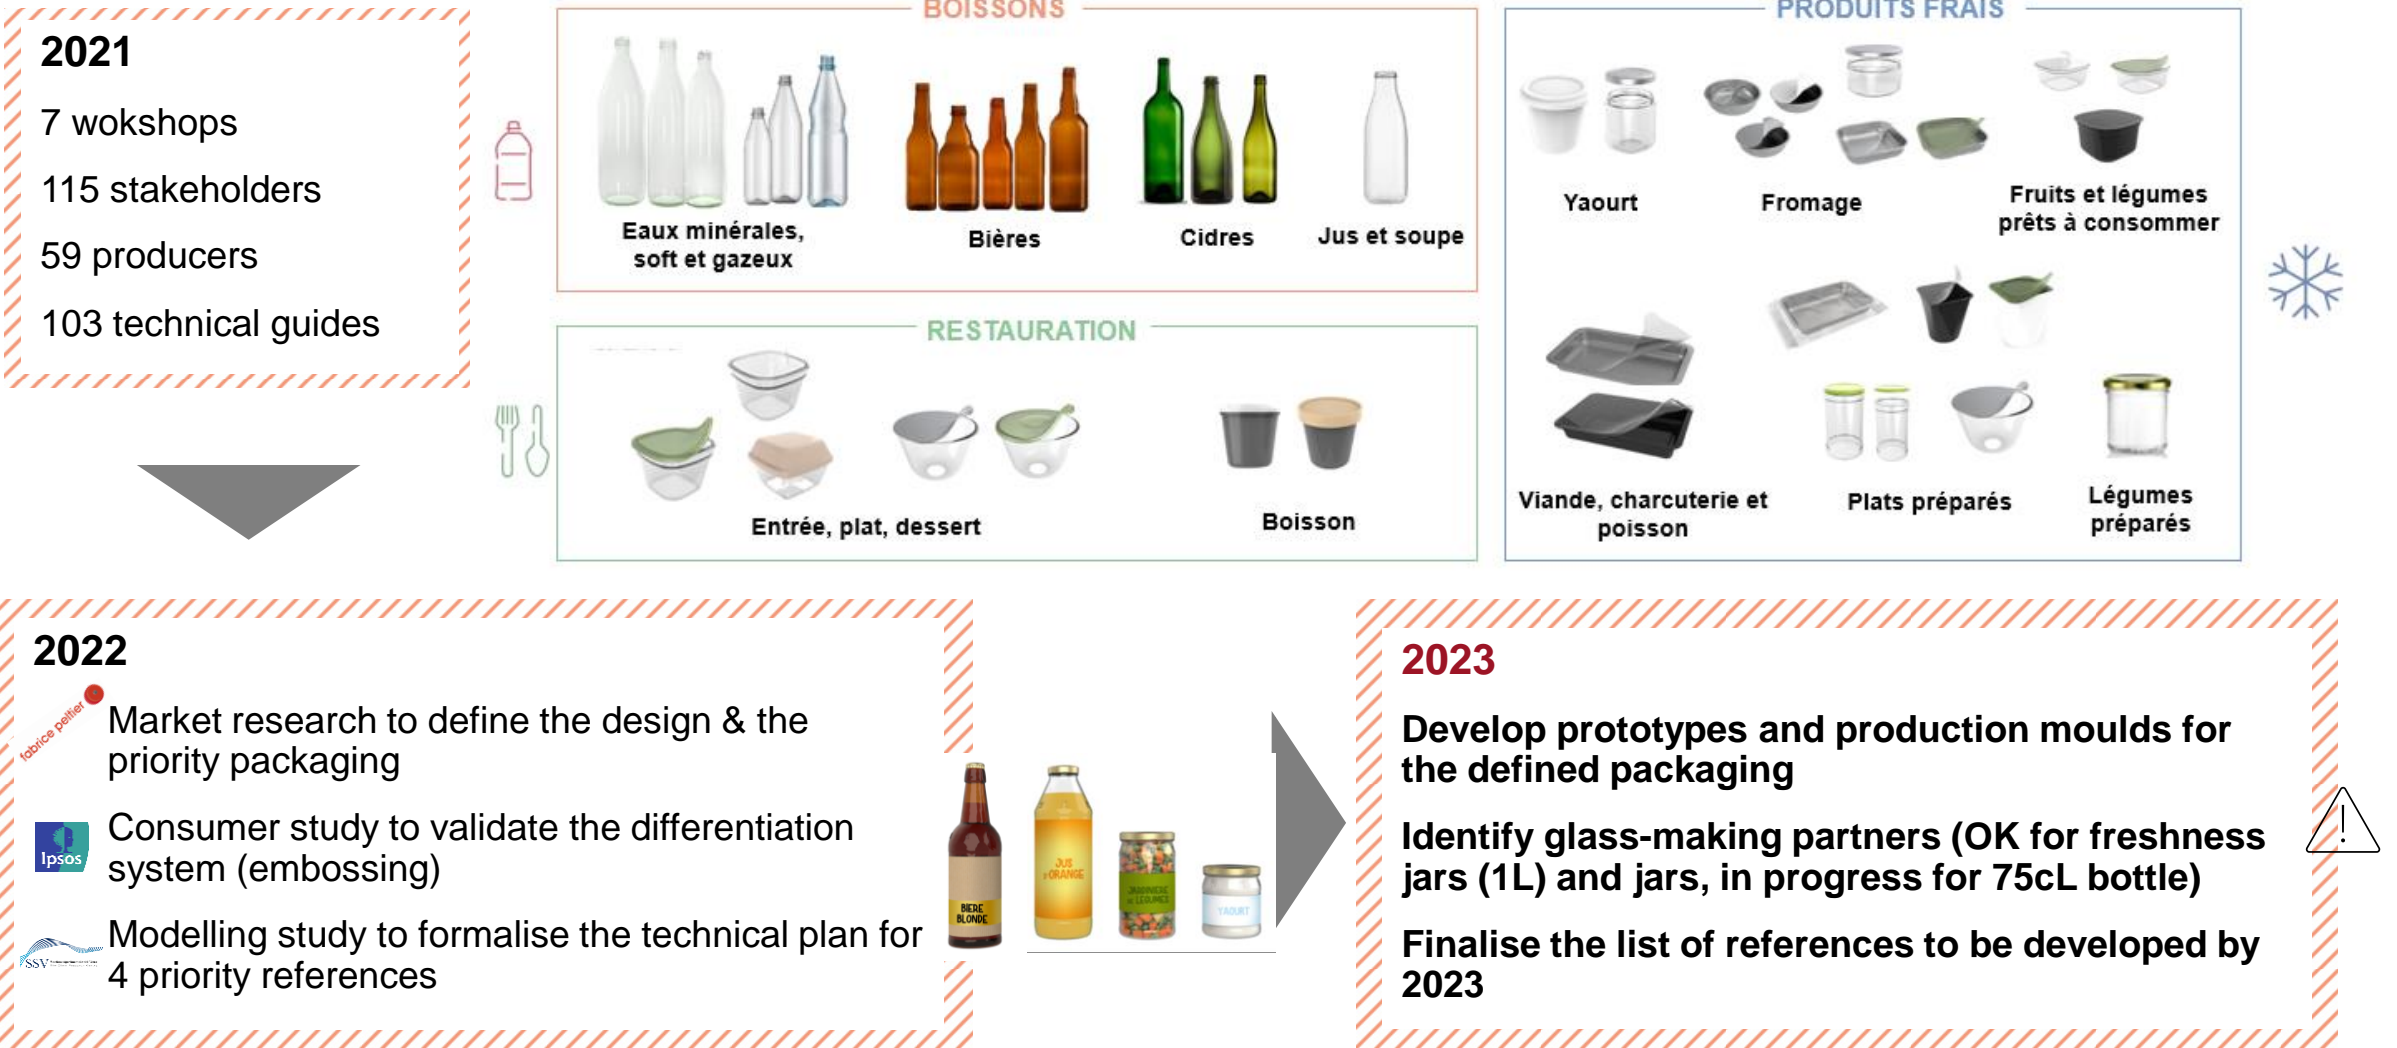 2021
7 wokshops
115 stakeholders
59 producers
103 technical guides
BOISSONS
Eaux minérales,
soft et gazeux
Bières
Cidres
Jus et soupe
RESTAURATION
Entrée, plat, dessert
Boisson
PRODUITS FRAIS
Yaourt
Fromage
Fruits et légumes
prêts à consommer
Viande, charcuterie et
poisson
Plats préparés
Légumes
préparés
2022
fabrice peltier
Market research to define the design & the
priority packaging
Ipsos
Consumer study to validate the differentiation
system (embossing)
SSV
Modelling study to formalise the technical plan for
4 priority references
BIERE
BLONDE
JUS
D'ORANGE
JARDINIERE
DE LEGUMES
YAOURT
2023
Develop prototypes and production moulds for
the defined packaging
Identify glass-making partners (OK for freshness
jars (1L) and jars, in progress for 75cL bottle)
Finalise the list of references to be developed by
2023